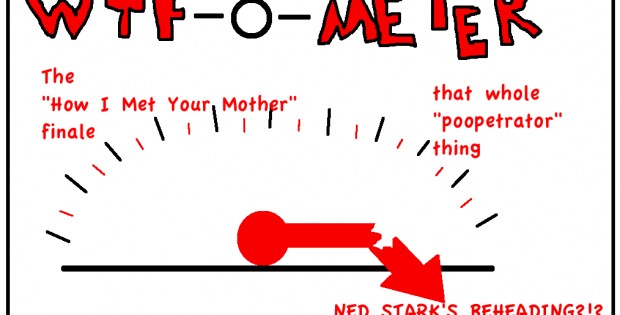 WTF-O-METER
The
"How I Met Your Mother"
finale
that whole
"poopetrator"
thing
NED STARK'S BEHEADING?!?